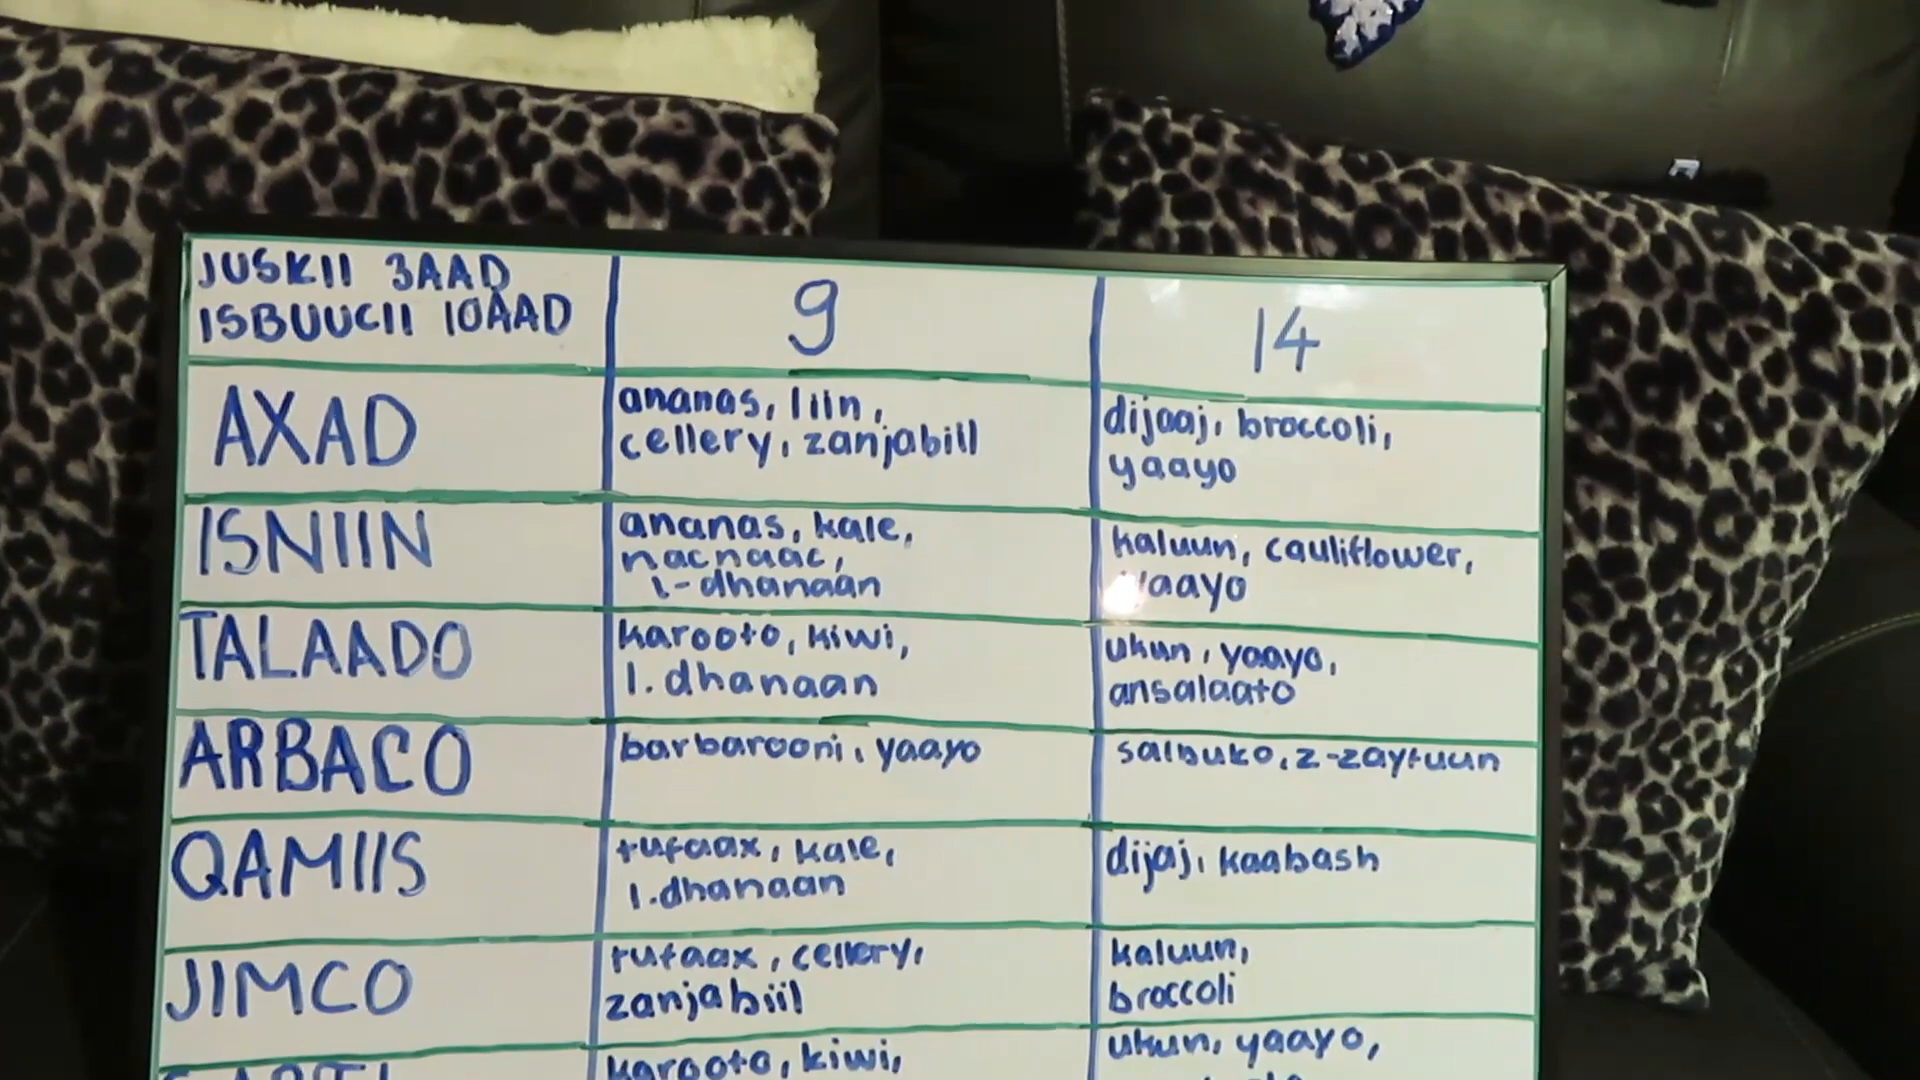 JUSKII 3AAD
ISBUUCII 10AAD
9
14
AXAD
ananas, liin,
cellery, zanjabiil
dijaaj, broccoli,
yaayo
ISNIIN
ananas, kale,
nacnaac,
l-dhanaan
kaluun, cauliflower,
yaayo
TALAADO
karooto, kiwi,
l.dhanaan
ukun, yaayo,
ansalaato
ARBACO
barbarooni, yaayo
salbuko, z-zaytuun
QAMIIS
tufaax, kale,
l.dhanaan
dijaj, kaabash
JIMCO
tufaax, cellery,
zanjabiil
kaluun,
broccoli
karooto, kiwi,
ukun, yaayo,